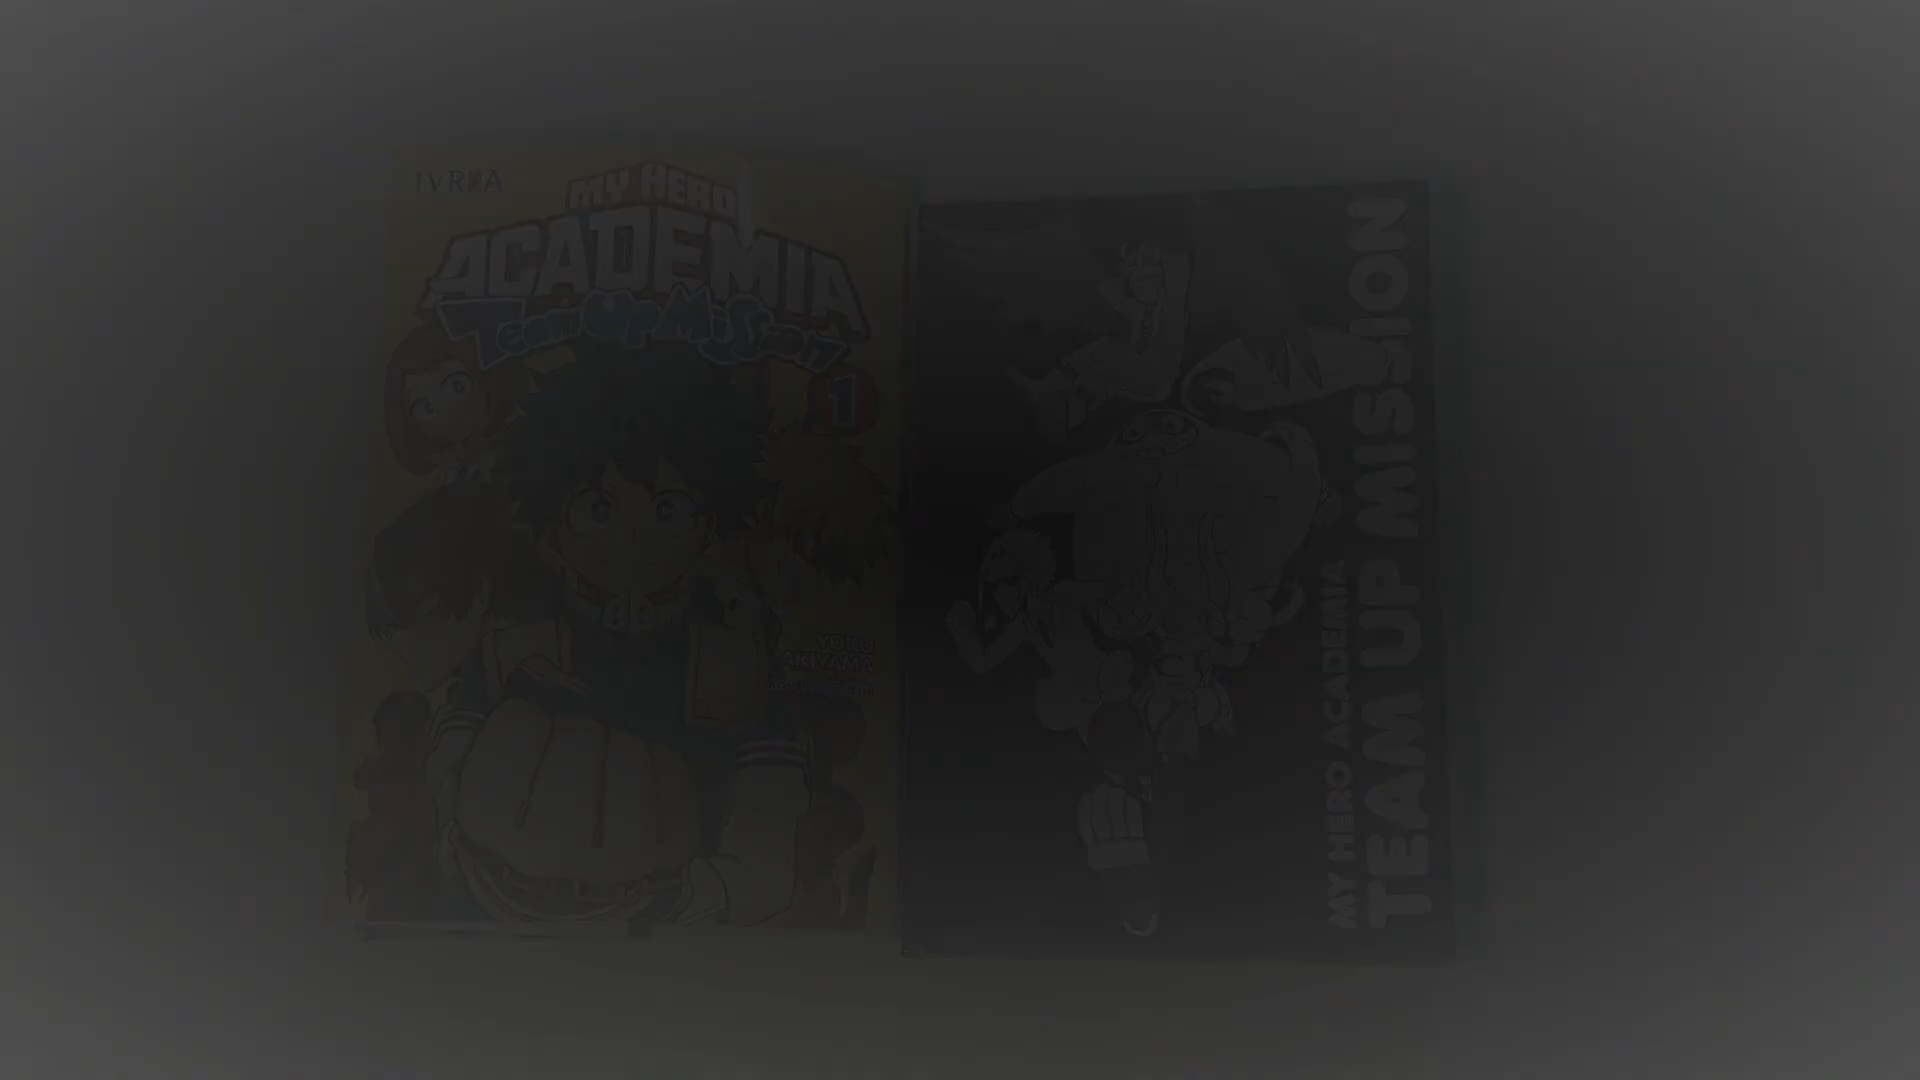 IVREA
MY HERO
ACADEMIA
Team Up Mission
1
YOKO
AKIYAMA
MY HERO ACADEMIA
TEAM UP MISSION